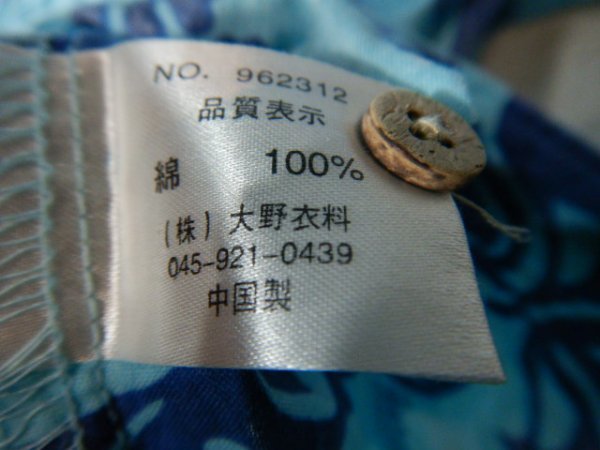 NO. 962312
品質表示
綿 100%
(株) 大野衣料
045-921-0439
中国製